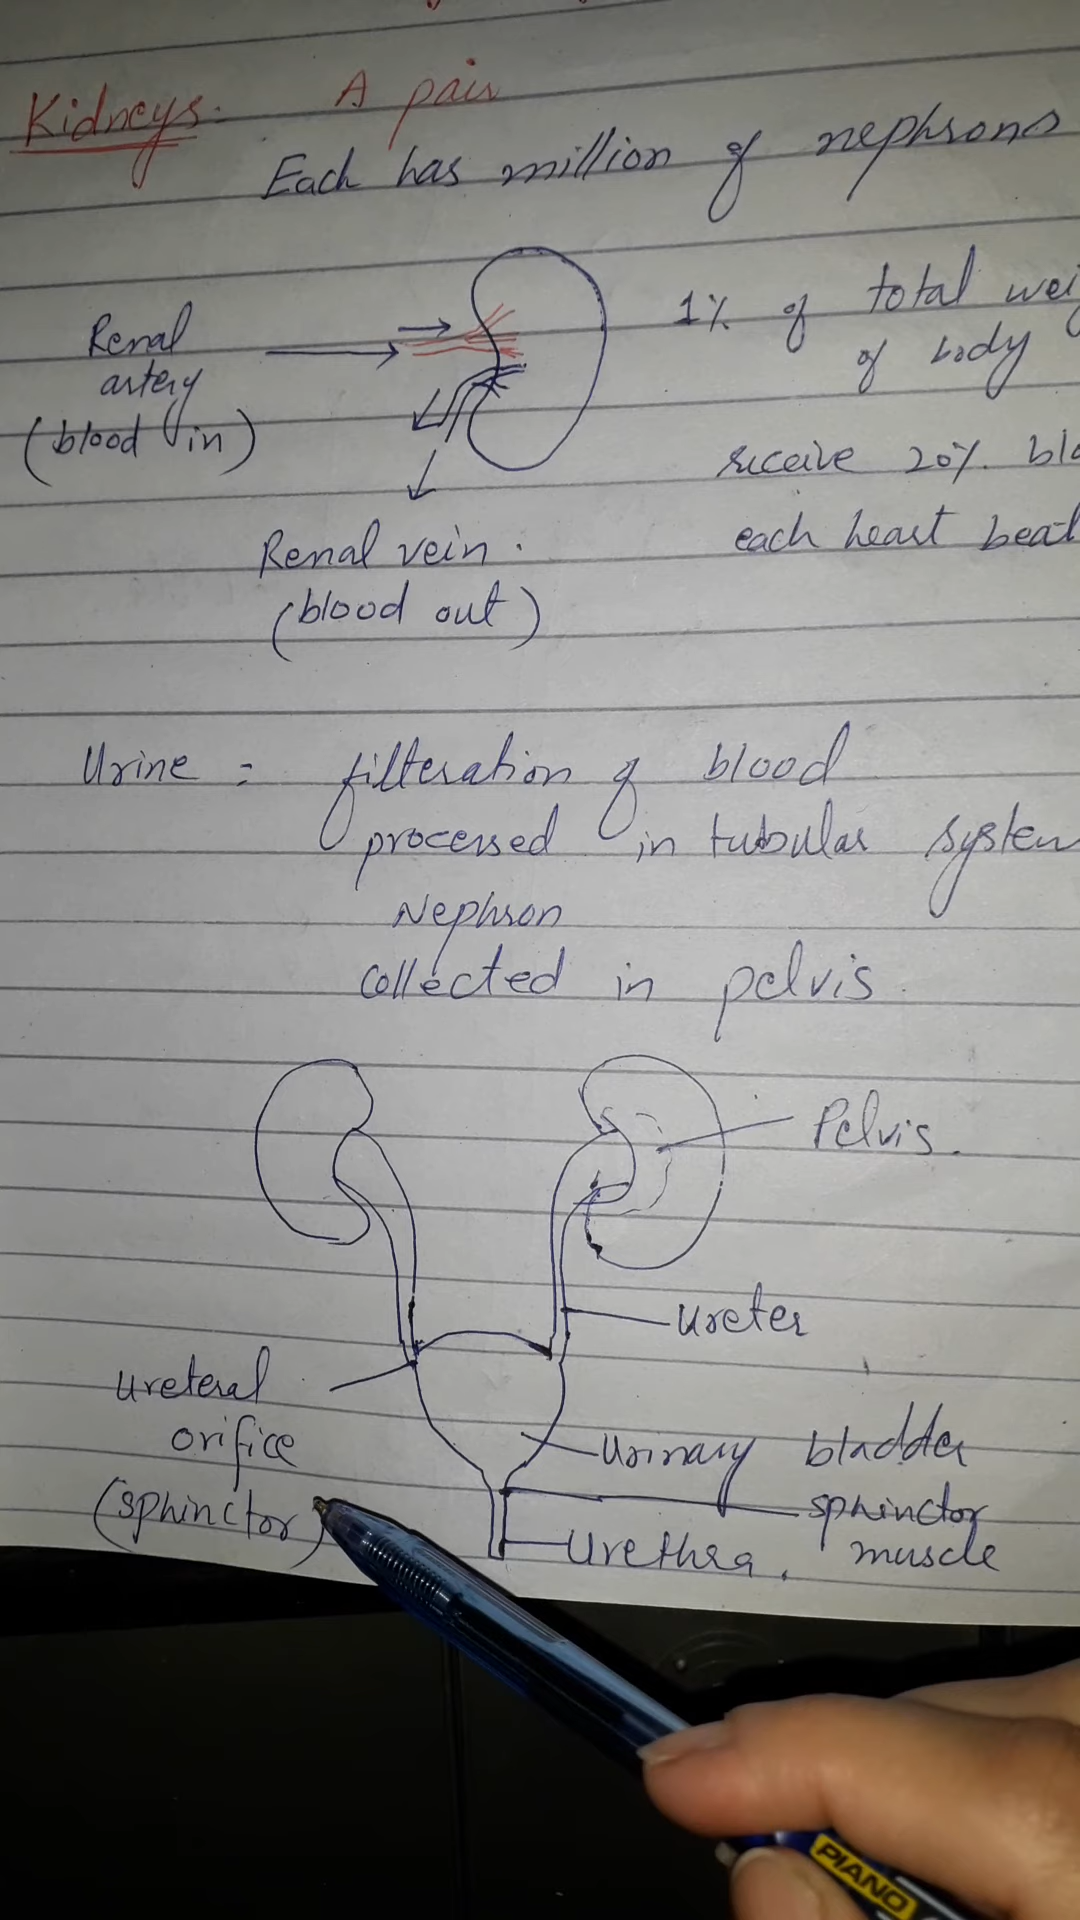 Kidneys:- A pair
Each has million of nephrons
Renal
artery
(blood in)
1% of total wei
of body
receive 20% blo
each heart beat
Renal vein.
(blood out)
Urine = filteration of blood
processed in tubular system
Nephron
collected in pelvis.
Pelvis.
Ureter
Ureteral
orifice
(sphinctor)
Urinary bladder
sphinctor
muscle
Urethra.
PIANO